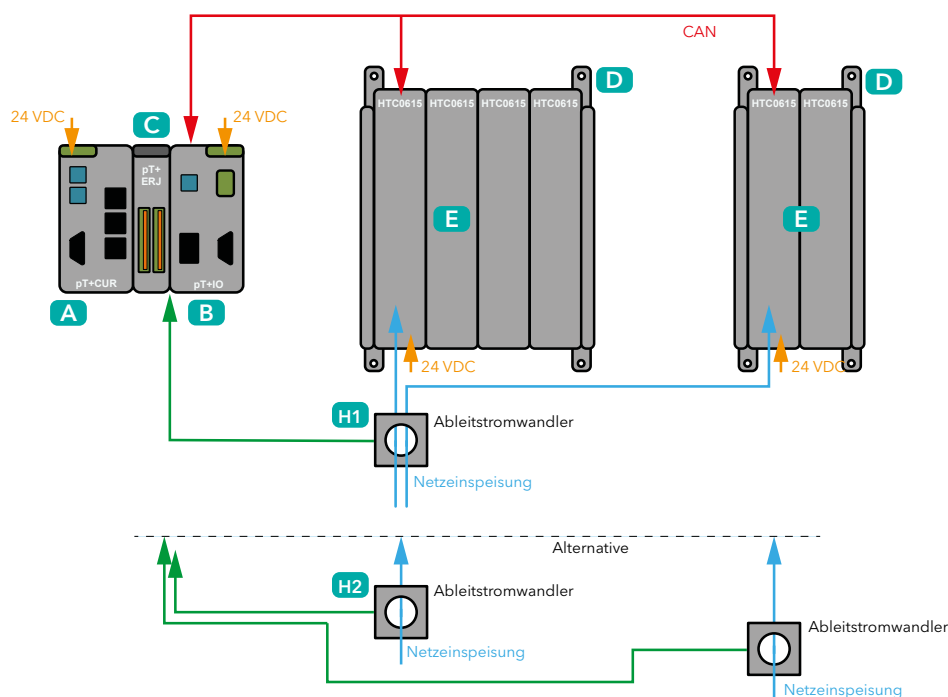 CAN
D
D
HTC0615
HTC0615
HTC0615
HTC0615
HTC0615
HTC0615
24 VDC
C
24 VDC
pT+
ERJ
E
E
pT+CUR
pT+IO
A
B
24 VDC
24 VDC
H1
Ableitstromwandler
Netzeinspeisung
Alternative
H2
Ableitstromwandler
Ableitstromwandler
Netzeinspeisung
Netzeinspeisung